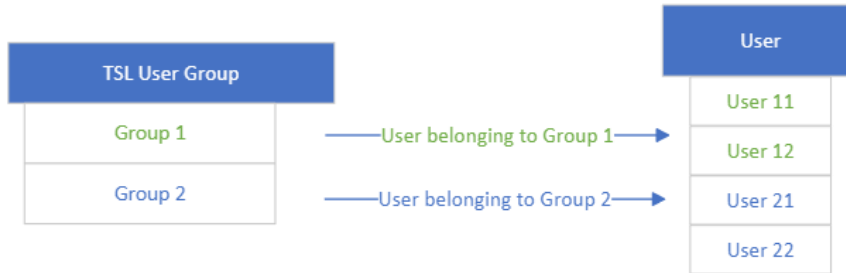 TSL User Group
Group 1
Group 2
User belonging to Group 1
User belonging to Group 2
User
User 11
User 12
User 21
User 22